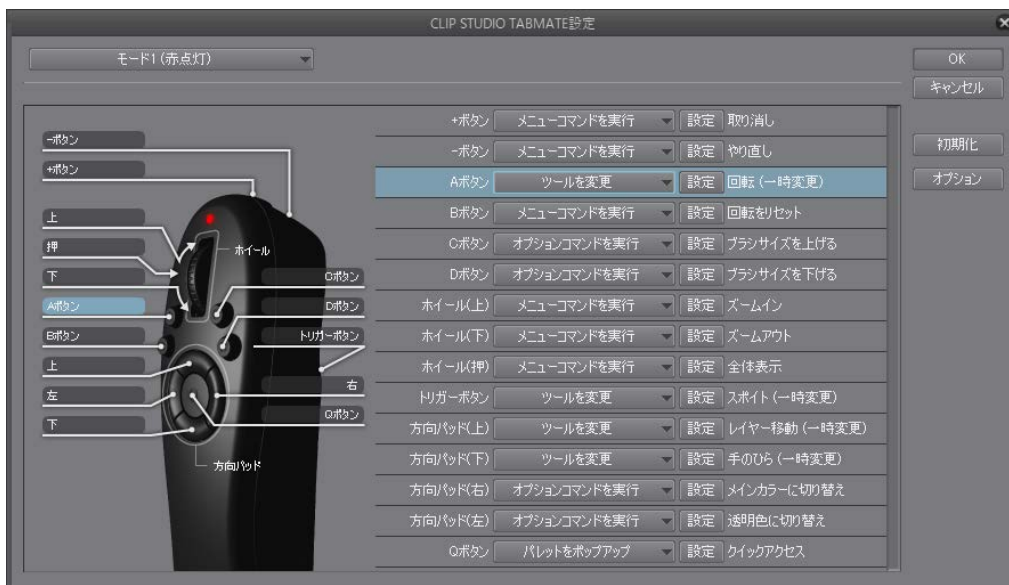 CLIP STUDIO TABMATE設定
モード1(赤点灯)
OK
キャンセル
初期化
オプション
-ボタン
+ボタン
上
押
下
Aボタン
Bボタン
上
左
下
ホイール
Cボタン
Dボタン
トリガーボタン
右
Qボタン
方向パッド
+ボタン メニューコマンドを実行 設定 取り消し
-ボタン メニューコマンドを実行 設定 やり直し
Aボタン ツールを変更 設定 回転(一時変更)
Bボタン メニューコマンドを実行 設定 回転をリセット
Cボタン オプションコマンドを実行 設定 ブラシサイズを上げる
Dボタン オプションコマンドを実行 設定 ブラシサイズを下げる
ホイール(上) メニューコマンドを実行 設定 ズームイン
ホイール(下) メニューコマンドを実行 設定 ズームアウト
ホイール(押) メニューコマンドを実行 設定 全体表示
トリガーボタン ツールを変更 設定 スポイト(一時変更)
方向パッド(上) ツールを変更 設定 レイヤー移動(一時変更)
方向パッド(下) ツールを変更 設定 手のひら(一時変更)
方向パッド(右) オプションコマンドを実行 設定 メインカラーに切り替え
方向パッド(左) オプションコマンドを実行 設定 透明色に切り替え
Qボタン パレットをポップアップ 設定 クイックアクセス